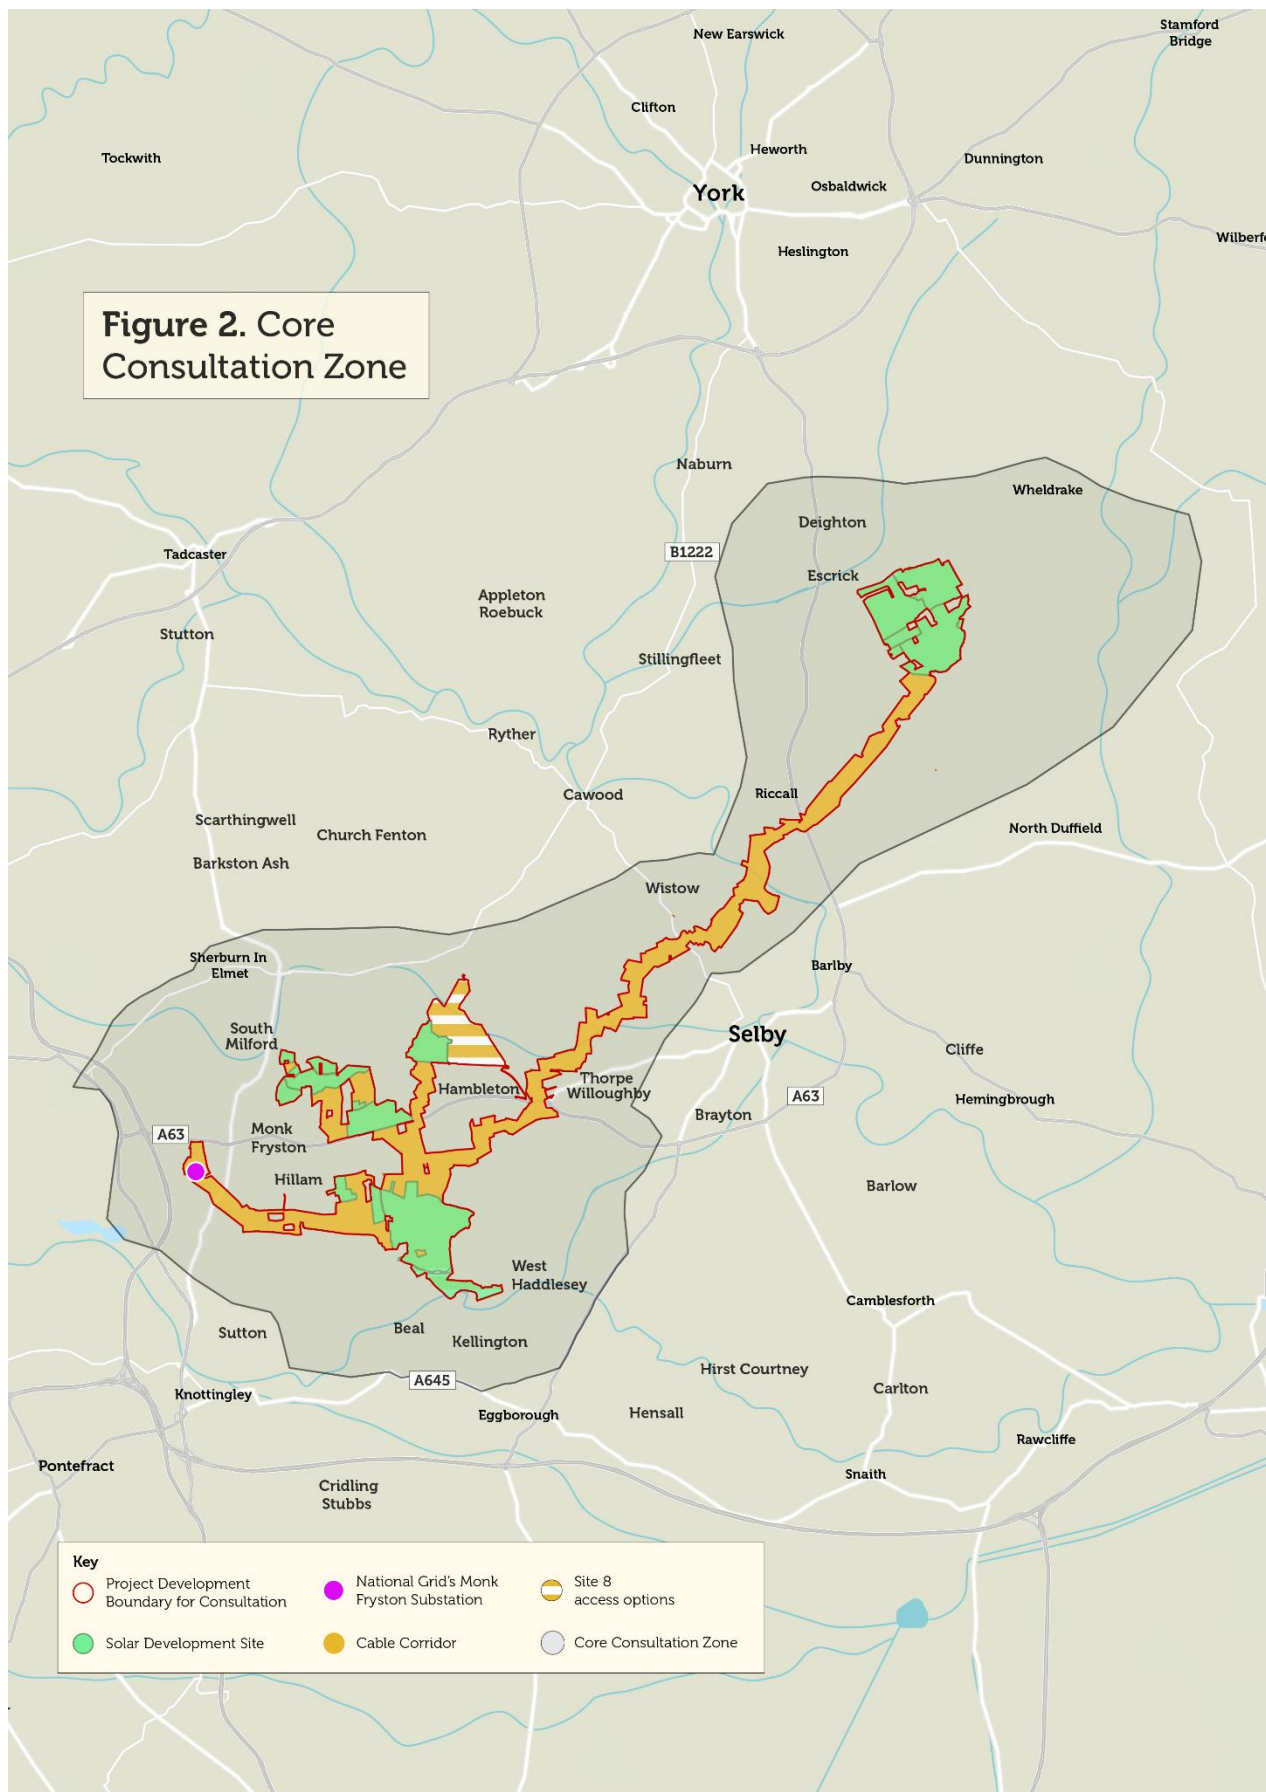 New Earswick
Stamford
Bridge
Clifton
Heworth
Tockwith
Dunnington
Osbaldwick
York
Wilberfo
Heslington
Figure 2. Core
Consultation Zone
Naburn
Wheldrake
Deighton
B1222
Tadcaster
Escrick
Appleton
Roebuck
Stutton
Stillingfleet
Ryther
Cawood
Riccall
Scarthingwell
Church Fenton
North Duffield
Barkston Ash
Wistow
Sherburn In
Elmet
Barlby
South
Milford
Selby
Cliffe
Hambleton
Thorpe
Willoughby
A63
Hemingbrough
Brayton
A63
Monk
Fryston
Hillam
Barlow
West
Haddlesey
Camblesforth
Sutton
Beal
Kellington
Hirst Courtney
A645
Carlton
Knottingley
Eggborough
Hensall
Rawcliffe
Pontefract
Snaith
Cridling
Stubbs
Key
Project Development
Boundary for Consultation
National Grid's Monk
Fryston Substation
Site 8
access options
Solar Development Site
Cable Corridor
Core Consultation Zone